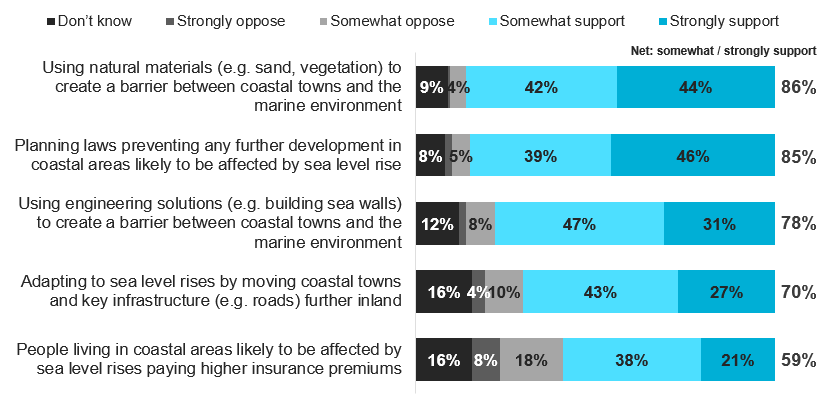 Don't know Strongly oppose Somewhat oppose Somewhat support Strongly support
Net: somewhat / strongly support
Using natural materials (e.g. sand, vegetation) to
create a barrier between coastal towns and the
marine environment
9% 4% 42% 44% 86%
Planning laws preventing any further development in
coastal areas likely to be affected by sea level rise
8% 5% 39% 46% 85%
Using engineering solutions (e.g. building sea walls)
to create a barrier between coastal towns and the
marine environment
12% 8% 47% 31% 78%
Adapting to sea level rises by moving coastal towns
and key infrastructure (e.g. roads) further inland
16% 4% 10% 43% 27% 70%
People living in coastal areas likely to be affected by
sea level rises paying higher insurance premiums
16% 8% 18% 38% 21% 59%